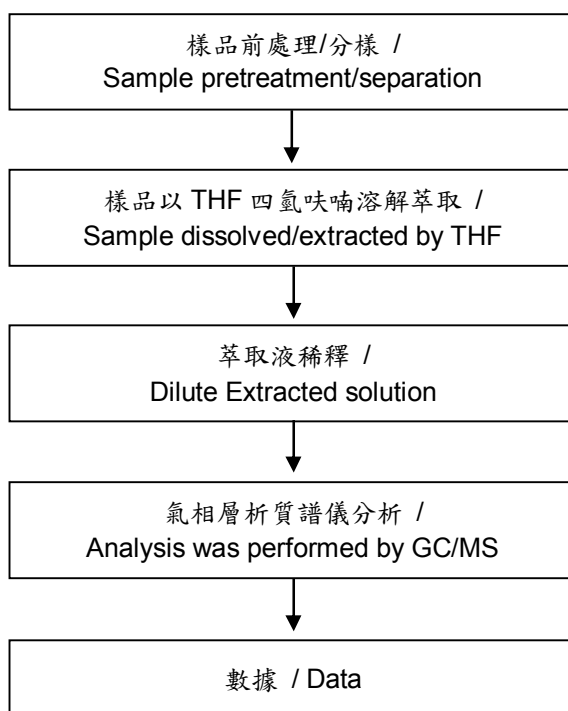 樣品前處理/分樣 /
Sample pretreatment/separation
樣品以 THF 四氫呋喃溶解萃取 /
Sample dissolved/extracted by THF
萃取液稀釋 /
Dilute Extracted solution
氣相層析質譜儀分析 /
Analysis was performed by GC/MS
數據 / Data